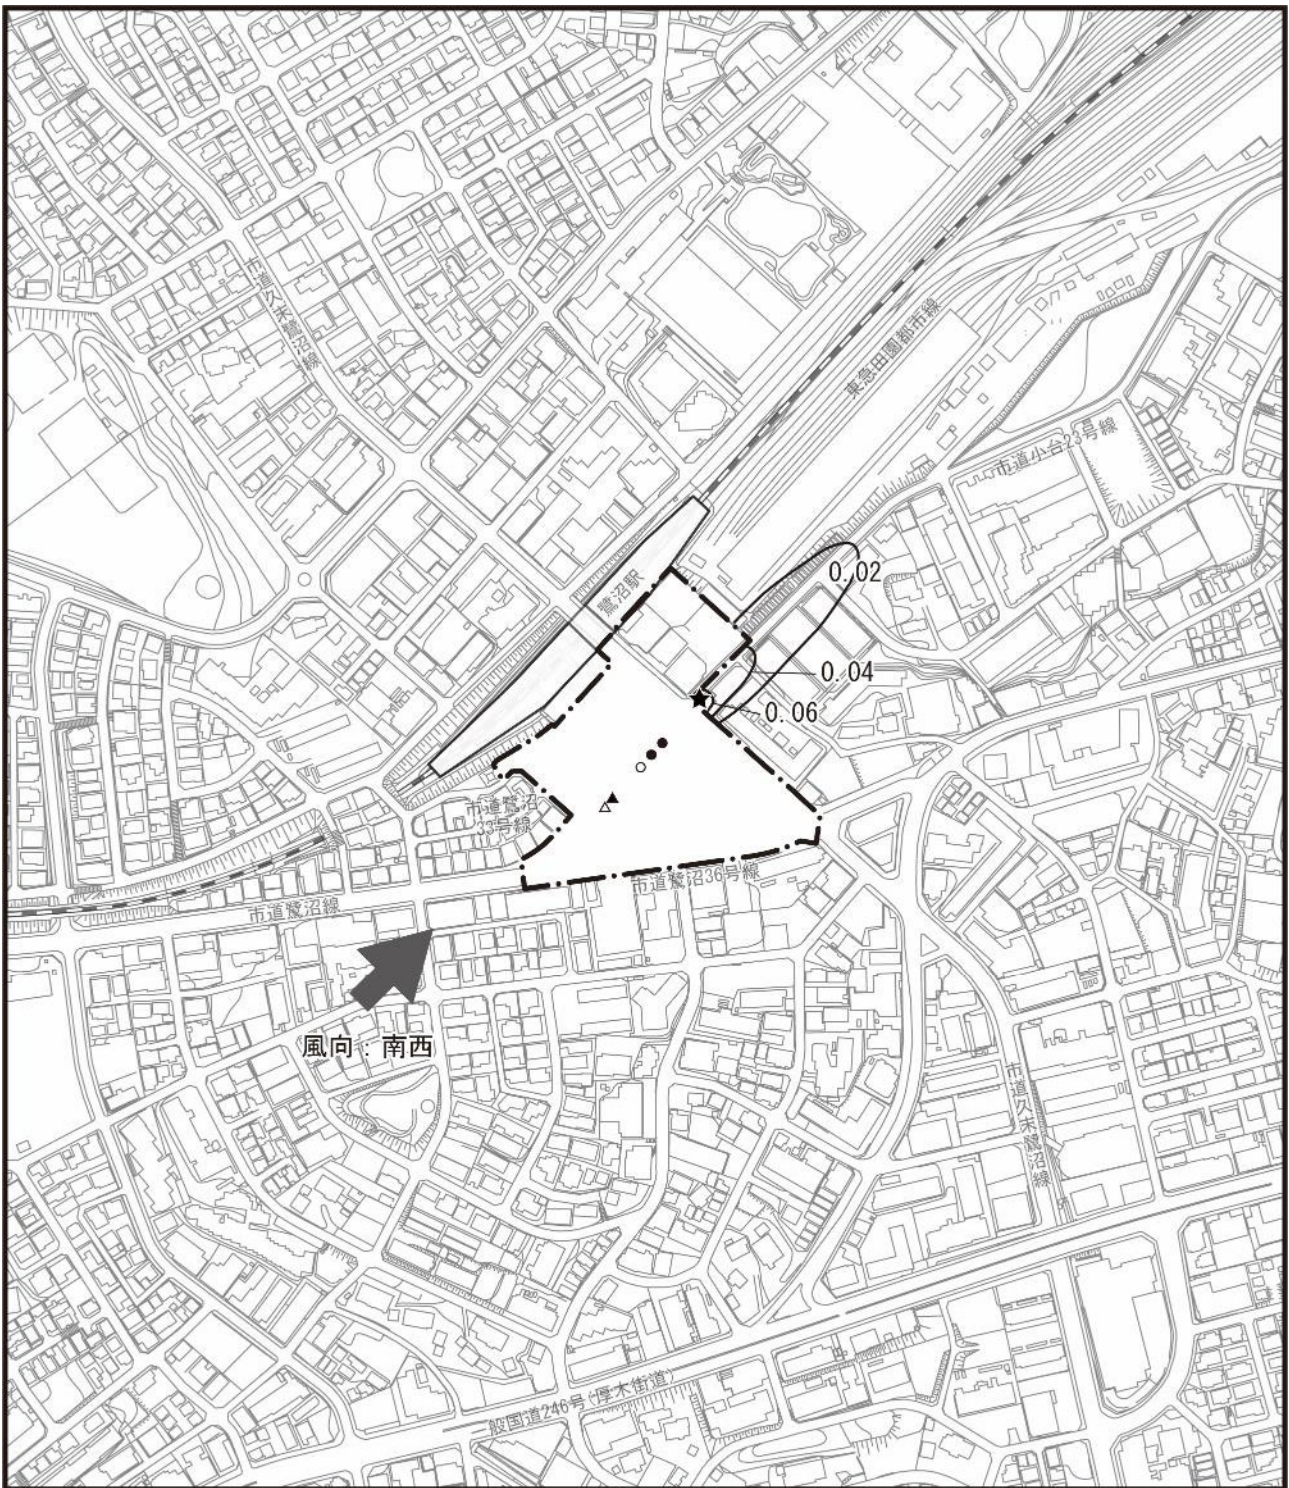 市道久末鷺沼線
東急田園都市線
市道小台23号線
鷺沼駅
0.02
0.04
0.06
市道鷺沼
33号線
市道鷺沼36号線
市道鷺沼線
風向：南西
市道久末鷺沼線
一般国道246号(厚木街道)